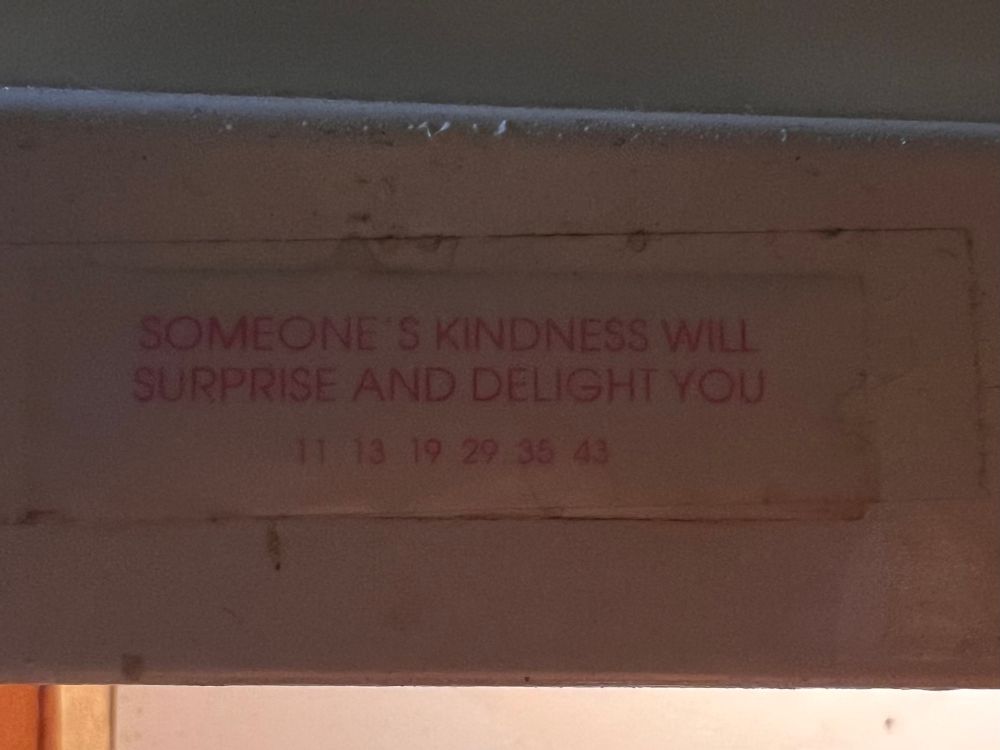 SOMEONE'S KINDNESS WILL
SURPRISE AND DELIGHT YOU
11 13 19 29 35 43